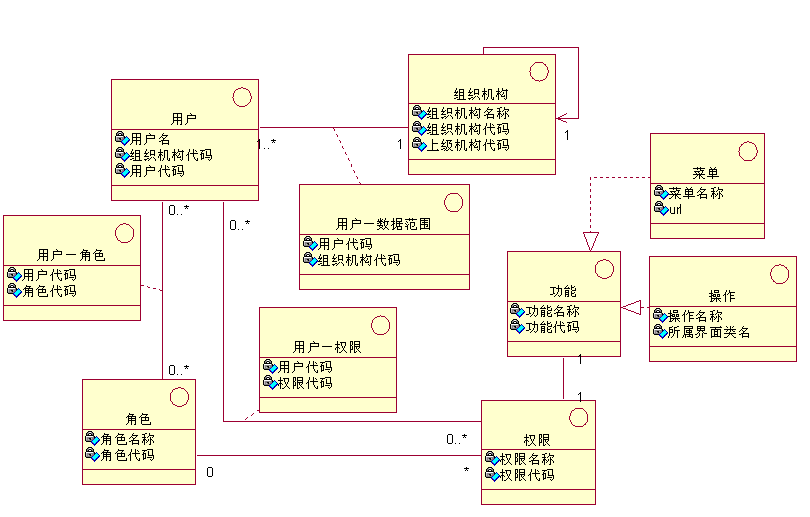 组织机构
组织机构名称
组织机构代码
上级机构代码
1
用户
用户名
组织机构代码
用户代码
1..*
1
0..*
0..*
菜单
菜单名称
url
用户－数据范围
用户代码
组织机构代码
用户－角色
用户代码
角色代码
功能
功能名称
功能代码
操作
操作名称
所属界面类名
用户－权限
用户代码
权限代码
0..*
1
1
角色
角色名称
角色代码
权限
权限名称
权限代码
0..*
0
*